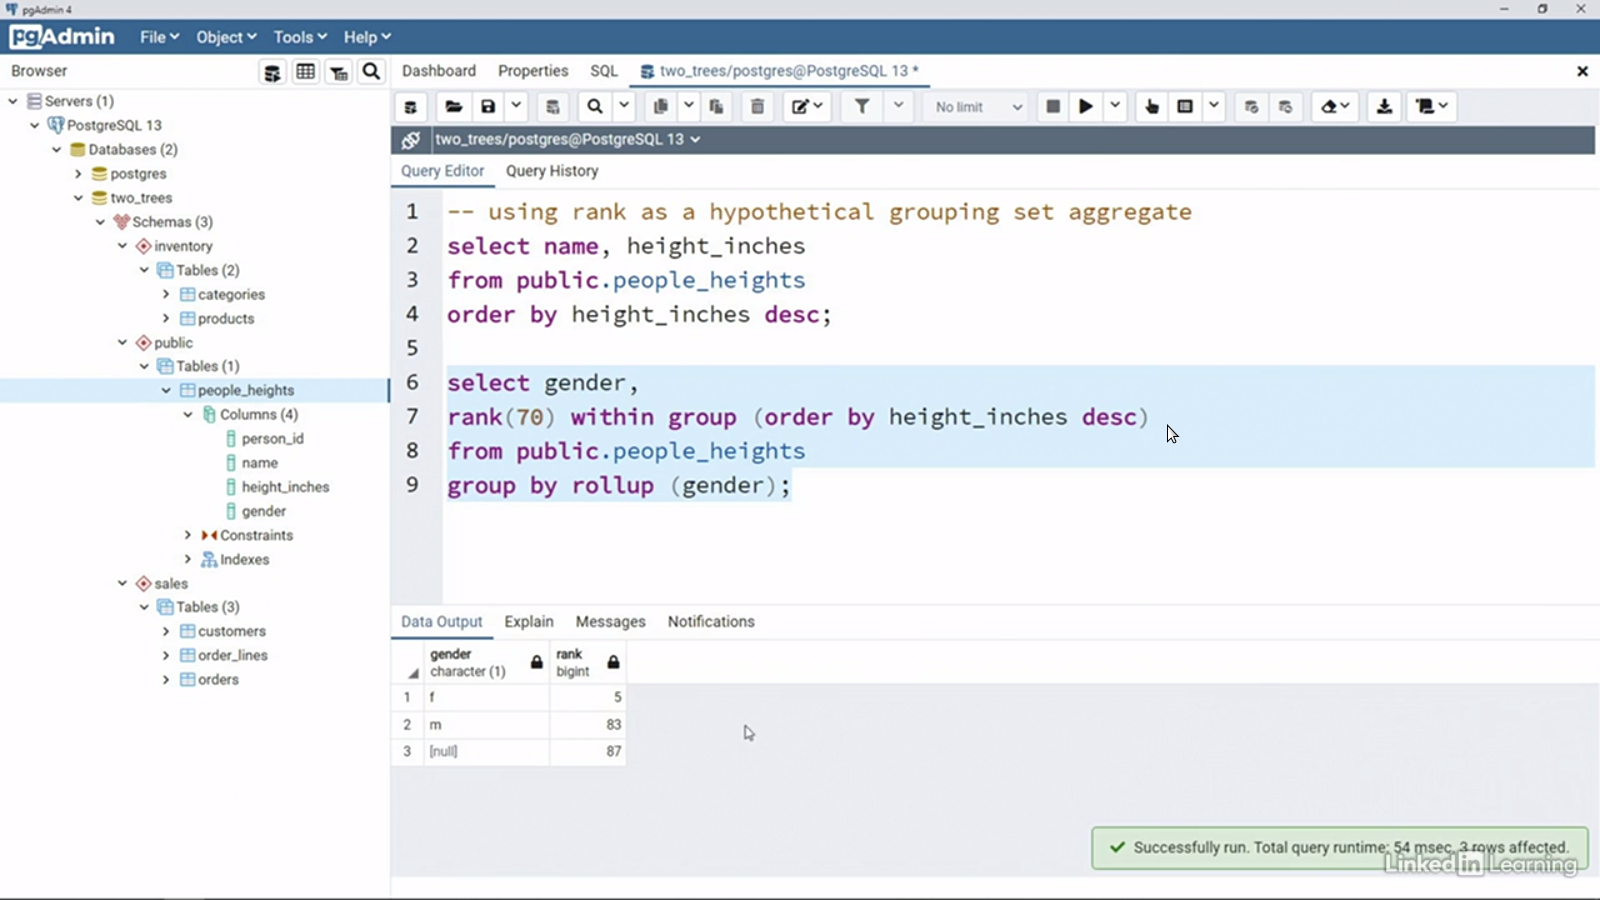 pgAdmin 4
pgAdmin File Object Tools Help
Browser
Dashboard Properties SQL two_trees/postgres@PostgreSQL 13 *
No limit
two_trees/postgres@PostgreSQL 13
Query Editor Query History
Servers (1)
PostgreSQL 13
Databases (2)
postgres
two_trees
Schemas (3)
inventory
Tables (2)
categories
products
public
Tables (1)
people_heights
Columns (4)
person_id
name
height_inches
gender
Constraints
Indexes
sales
Tables (3)
customers
order_lines
orders
1 -- using rank as a hypothetical grouping set aggregate
2 select name, height_inches
3 from public.people_heights
4 order by height_inches desc;
5
6 select gender,
7 rank(70) within group (order by height_inches desc)
8 from public.people_heights
9 group by rollup (gender);
Data Output Explain Messages Notifications
gender rank
character (1) bigint
1 f 5
2 m 83
3 [null] 87
Successfully run. Total query runtime: 54 msec. 3 rows affected.
Linked in Learning